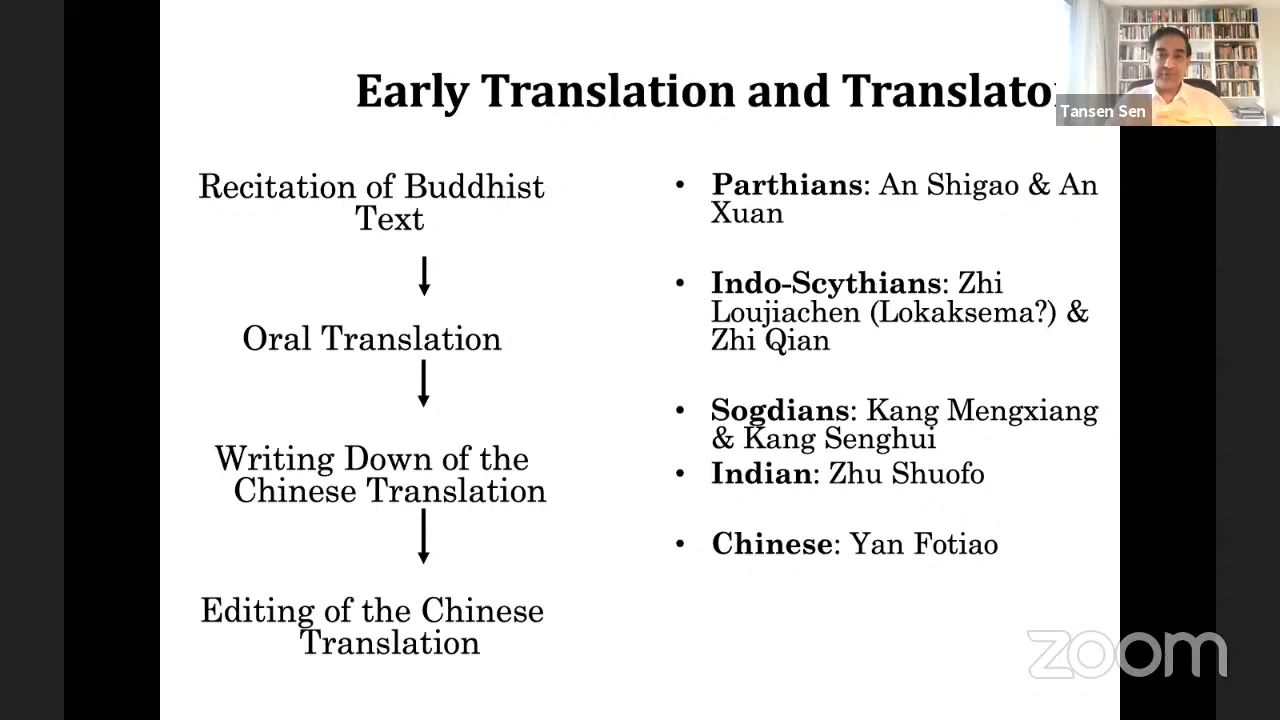 Early Translation and Translato
Tansen Sen
Recitation of Buddhist
Text
Oral Translation
Writing Down of the
Chinese Translation
Editing of the Chinese
Translation
• Parthians: An Shigao & An
Xuan
• Indo-Scythians: Zhi
Loujiachen (Lokaksema?) &
Zhi Qian
• Sogdians: Kang Mengxiang
& Kang Senghui
• Indian: Zhu Shuofo
• Chinese: Yan Fotiao
zoom